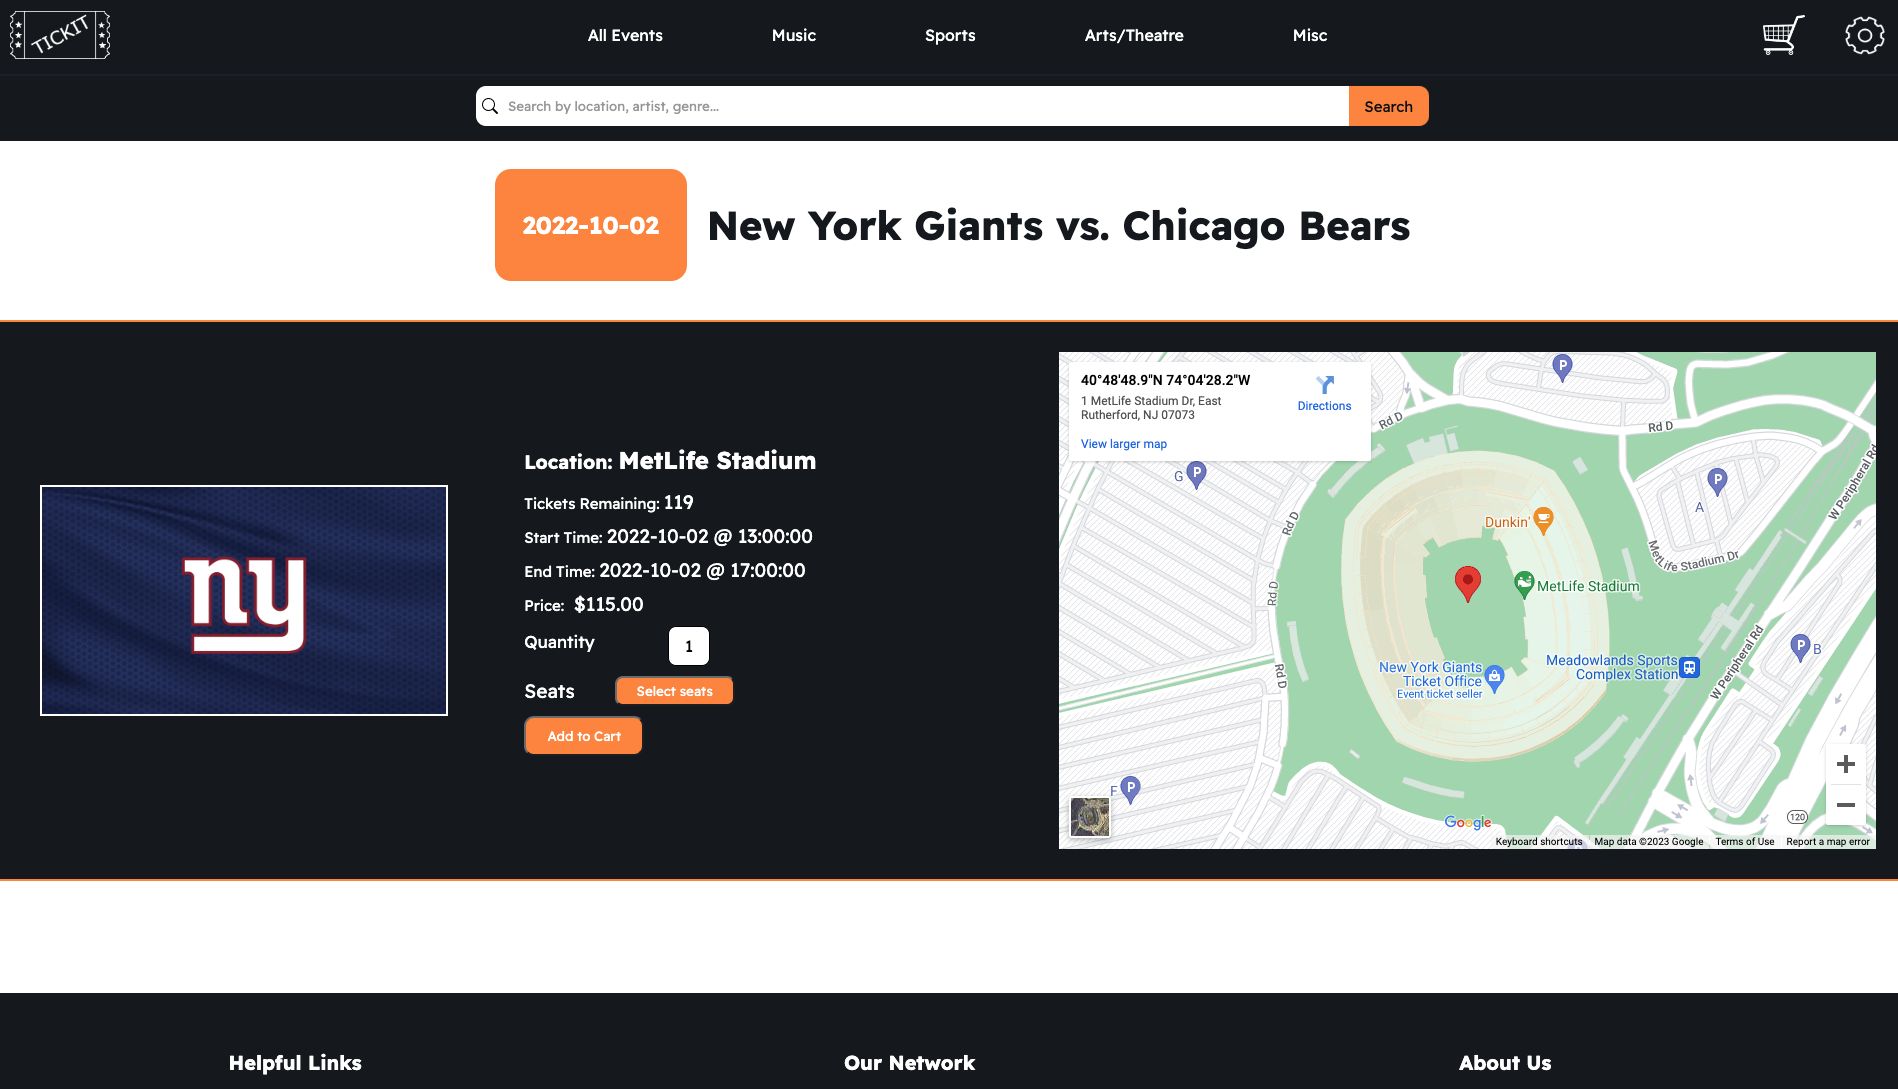 TICKIT
All Events
Music
Sports
Arts/Theatre
Misc
Search by location, artist, genre...
Search
2022-10-02
New York Giants vs. Chicago Bears
ny
Location: MetLife Stadium
Tickets Remaining: 119
Start Time: 2022-10-02 @ 13:00:00
End Time: 2022-10-02 @ 17:00:00
Price: $115.00
Quantity 1
Seats Select seats
Add to Cart
40°48'48.9"N 74°04'28.2"W
1 MetLife Stadium Dr, East
Rutherford, NJ 07073
Directions
View larger map
P
Rd D
Rd D
W Peripheral Rd
G P
P
A
Rd D
Dunkin'
MetLife Stadium Dr
MetLife Stadium
Rd D
W Peripheral Rd
P B
Meadowlands Sports
Complex Station
New York Giants
Ticket Office
Event ticket seller
Rd D
F P
120
Google
Keyboard shortcuts
Map data ©2023 Google
Terms of Use
Report a map error
Helpful Links
Our Network
About Us